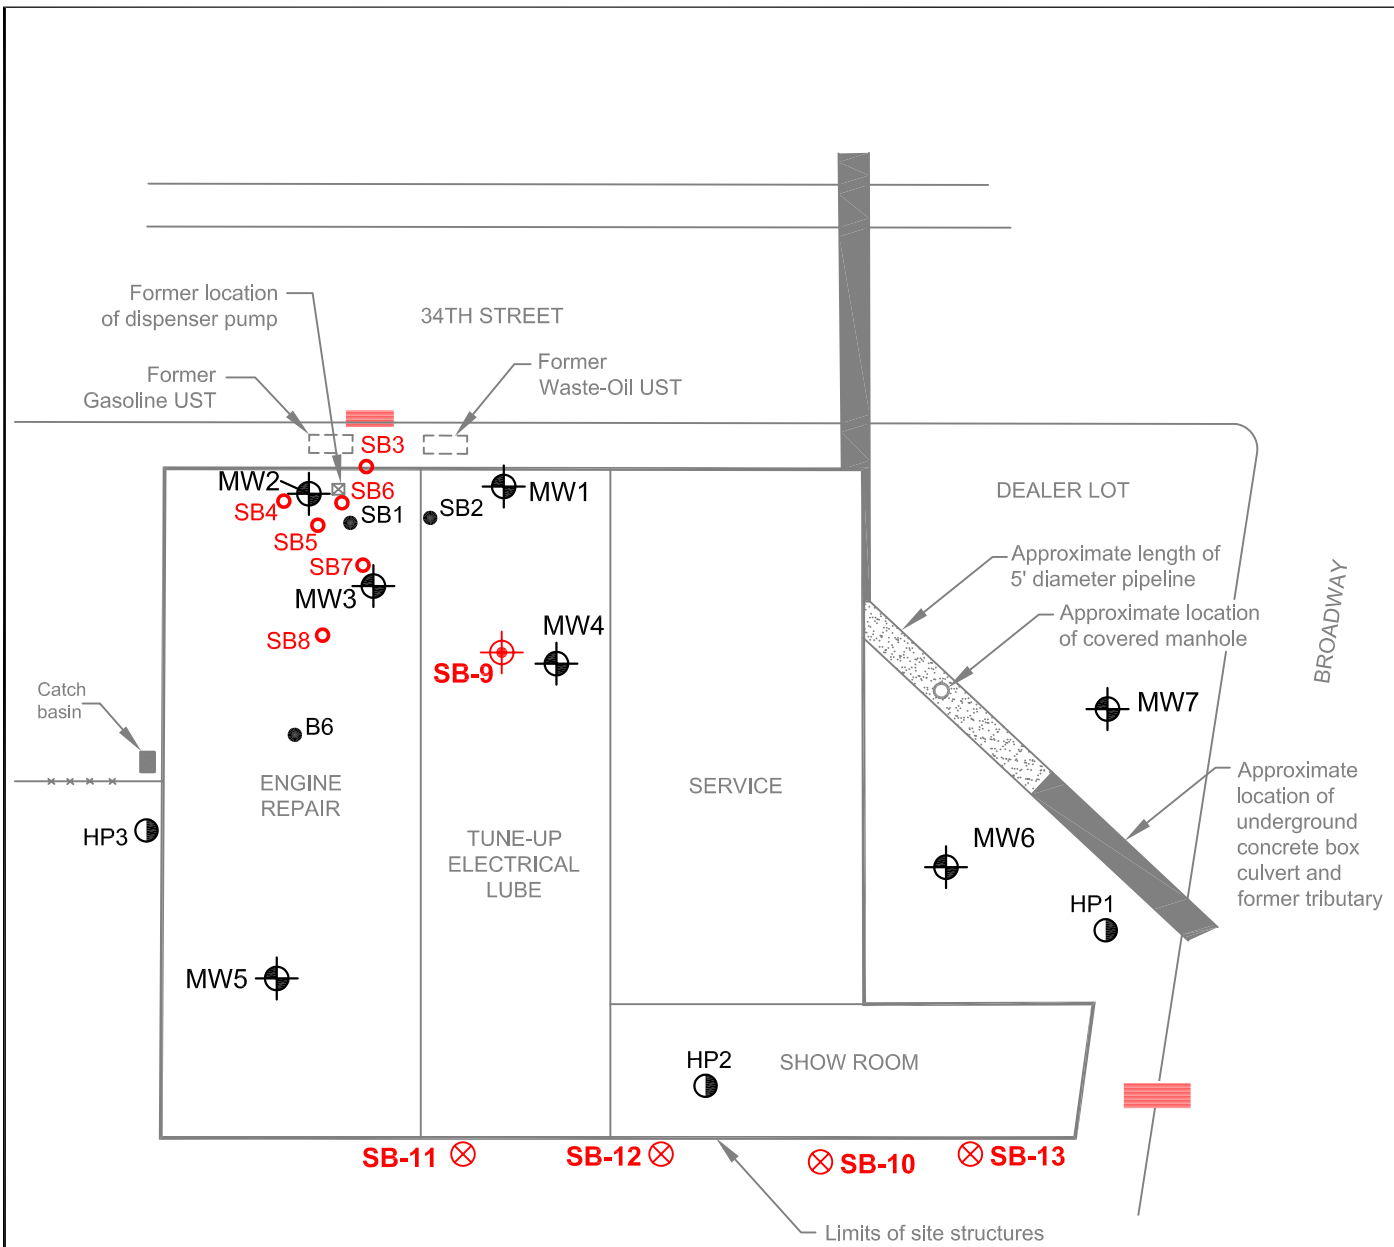 Former location
of dispenser pump
34TH STREET
Former
Gasoline UST
Former
Waste-Oil UST
SB3
MW2
SB6
SB4
SB1
SB2
MW1
SB5
SB7
MW3
SB8
MW4
SB-9
DEALER LOT
Approximate length of
5' diameter pipeline
Approximate location
of covered manhole
BROADWAY
MW7
Catch
basin
B6
ENGINE
REPAIR
SERVICE
Approximate
location of
underground
concrete box
culvert and
former tributary
HP3
TUNE-UP
ELECTRICAL
LUBE
MW6
HP1
MW5
HP2
SHOW ROOM
SB-11
SB-12
SB-10
SB-13
Limits of site structures